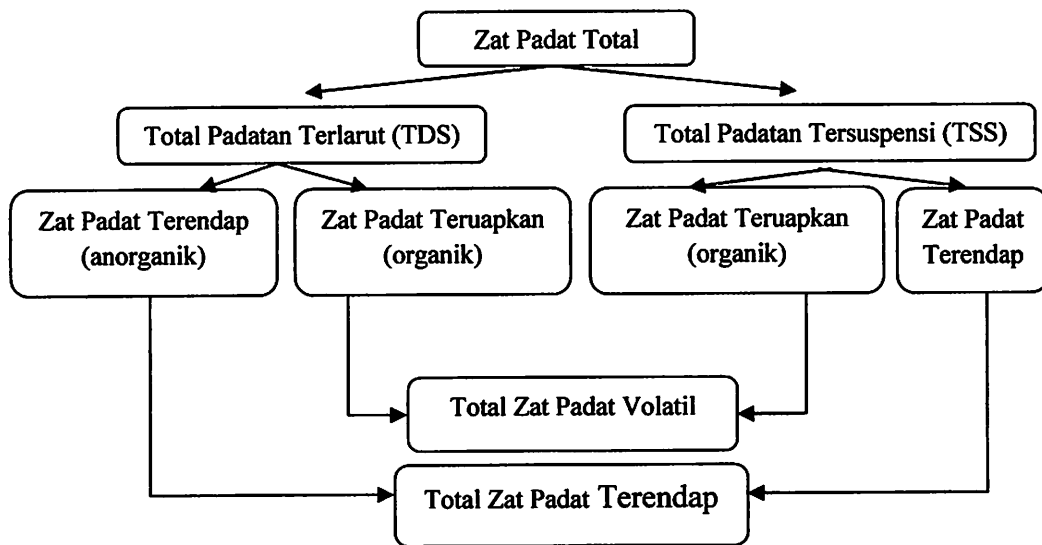 Zat Padat Total
Total Padatan Terlarut (TDS)
Total Padatan Tersuspensi (TSS)
Zat Padat Terendap
(anorganik)
Zat Padat Teruapkan
(organik)
Zat Padat Teruapkan
(organik)
Zat Padat
Terendap
Total Zat Padat Volatil
Total Zat Padat Terendap